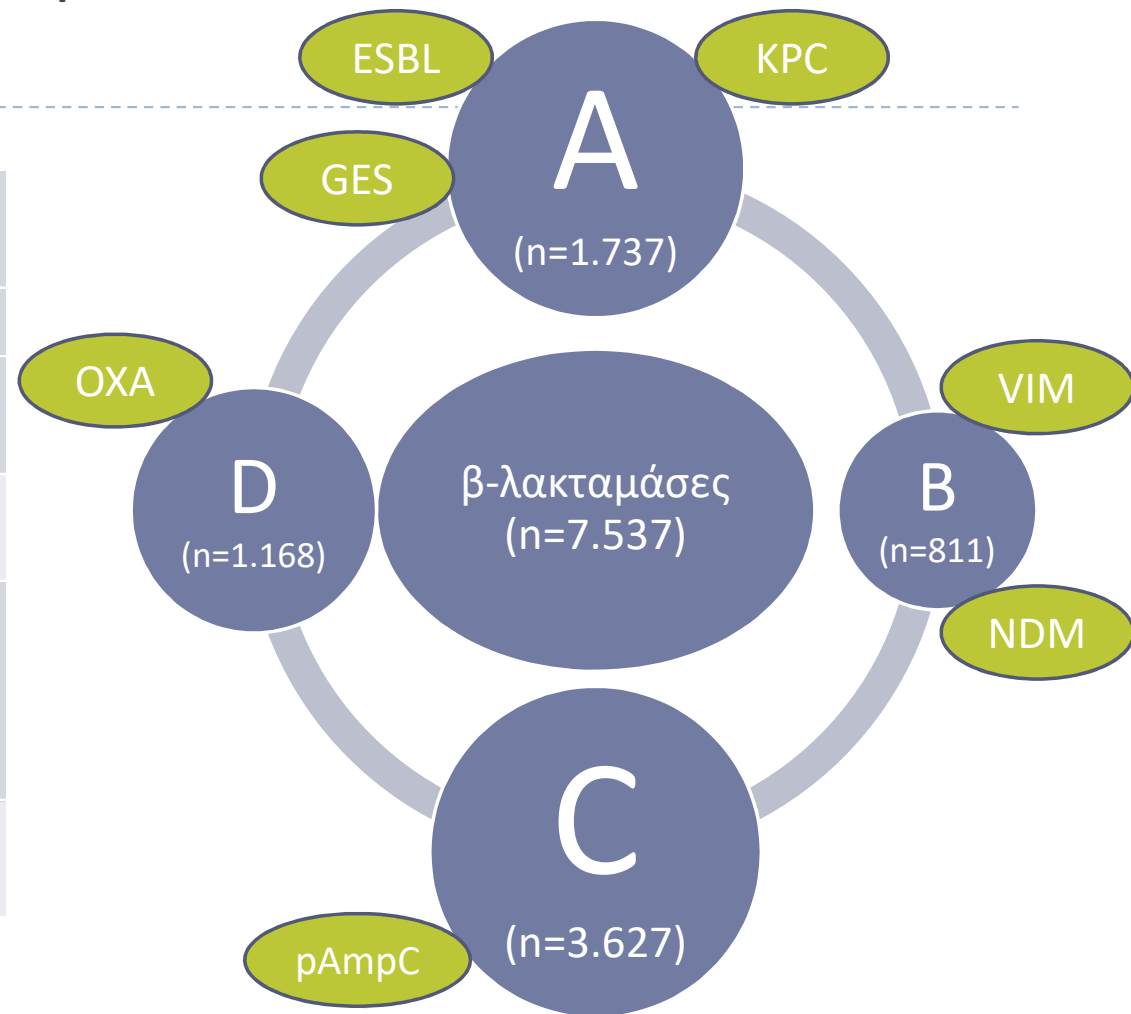 ESBL
KPC
A
(n=1.737)
GES
OXA
VIM
D
(n=1.168)
β-λακταμάσες
(n=7.537)
B
(n=811)
NDM
C
(n=3.627)
pAmpC